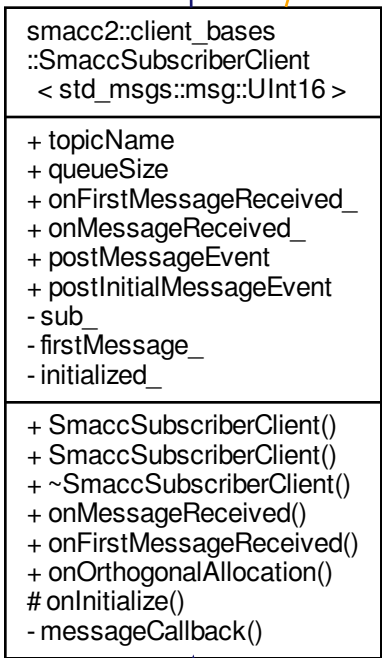 smacc2::client_bases
::SmaccSubscriberClient
< std_msgs::msg::UInt16 >
+ topicName
+ queueSize
+ onFirstMessageReceived_
+ onMessageReceived_
+ postMessageEvent
+ postInitialMessageEvent
- sub_
- firstMessage_
- initialized_
+ SmaccSubscriberClient()
+ SmaccSubscriberClient()
+ ~SmaccSubscriberClient()
+ onMessageReceived()
+ onFirstMessageReceived()
+ onOrthogonalAllocation()
# onInitialize()
- messageCallback()